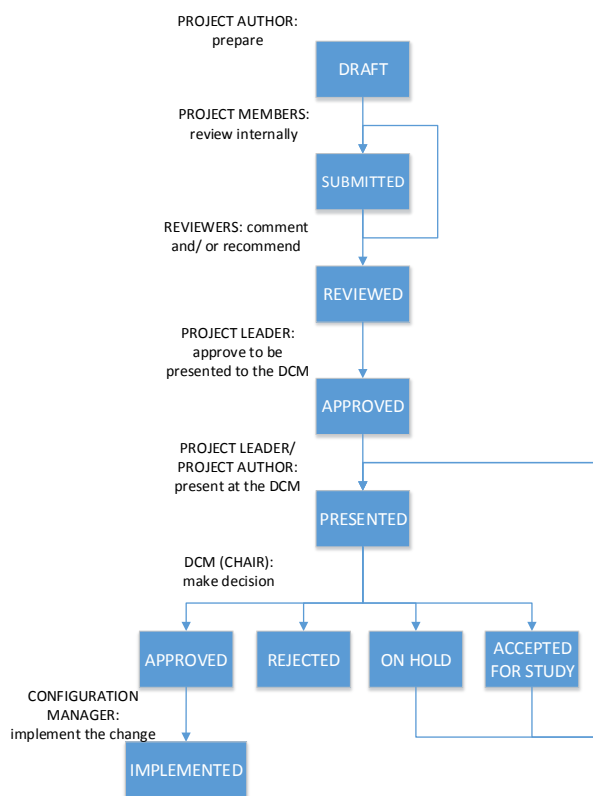 PROJECT AUTHOR:
prepare
DRAFT
PROJECT MEMBERS:
review internally
SUBMITTED
REVIEWERS: comment
and/ or recommend
REVIEWED
PROJECT LEADER:
approve to be
presented to the DCM
APPROVED
PROJECT LEADER/
PROJECT AUTHOR:
present at the DCM
PRESENTED
DCM (CHAIR):
make decision
APPROVED
REJECTED
ON HOLD
ACCEPTED
FOR STUDY
CONFIGURATION
MANAGER:
implement the change
IMPLEMENTED